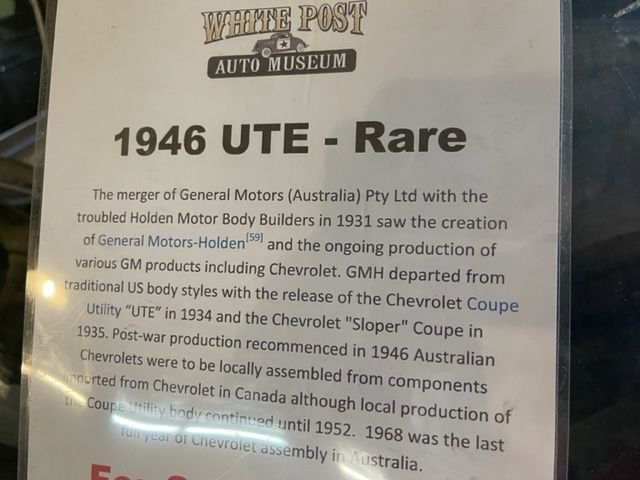 WHITE POST
AUTO MUSEUM
1946 UTE - Rare
The merger of General Motors (Australia) Pty Ltd with the
troubled Holden Motor Body Builders in 1931 saw the creation
of General Motors-Holden[59] and the ongoing production of
various GM products including Chevrolet. GMH departed from
traditional US body styles with the release of the Chevrolet Coupe
Utility “UTE” in 1934 and the Chevrolet "Sloper" Coupe in
1935. Post-war production recommenced in 1946 Australian
Chevrolets were to be locally assembled from components
imported from Chevrolet in Canada although local production of
the Coupe Utility body continued until 1952. 1968 was the last
full year of Chevrolet assembly in Australia.